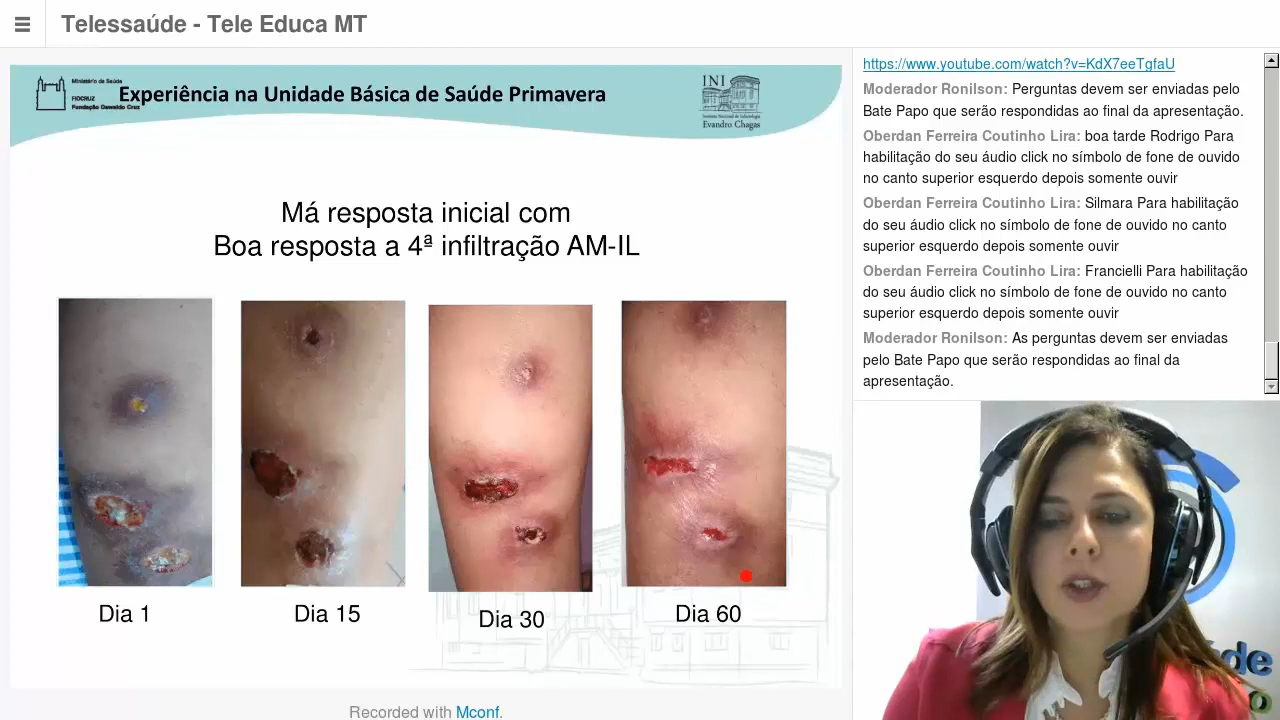 Telessaúde - Tele Educa MT
Ministério da Saúde
FIOCRUZ
Fundação Oswaldo Cruz
Experiência na Unidade Básica de Saúde Primavera
INI
Instituto Nacional de Infectologia
Evandro Chagas
Má resposta inicial com
Boa resposta a 4ª infiltração AM-IL
Dia 1
Dia 15
Dia 30
Dia 60
Recorded with Mconf.
https://www.youtube.com/watch?v=KdX7eeTgfaU
Moderador Ronilson: Perguntas devem ser enviadas pelo
Bate Papo que serão respondidas ao final da apresentação.
Oberdan Ferreira Coutinho Lira: boa tarde Rodrigo Para
habilitação do seu áudio click no símbolo de fone de ouvido
no canto superior esquerdo depois somente ouvir
Oberdan Ferreira Coutinho Lira: Silmara Para habilitação
do seu áudio click no símbolo de fone de ouvido no canto
superior esquerdo depois somente ouvir
Oberdan Ferreira Coutinho Lira: Francielli Para habilitação
do seu áudio click no símbolo de fone de ouvido no canto
superior esquerdo depois somente ouvir
Moderador Ronilson: As perguntas devem ser enviadas
pelo Bate Papo que serão respondidas ao final da
apresentação.